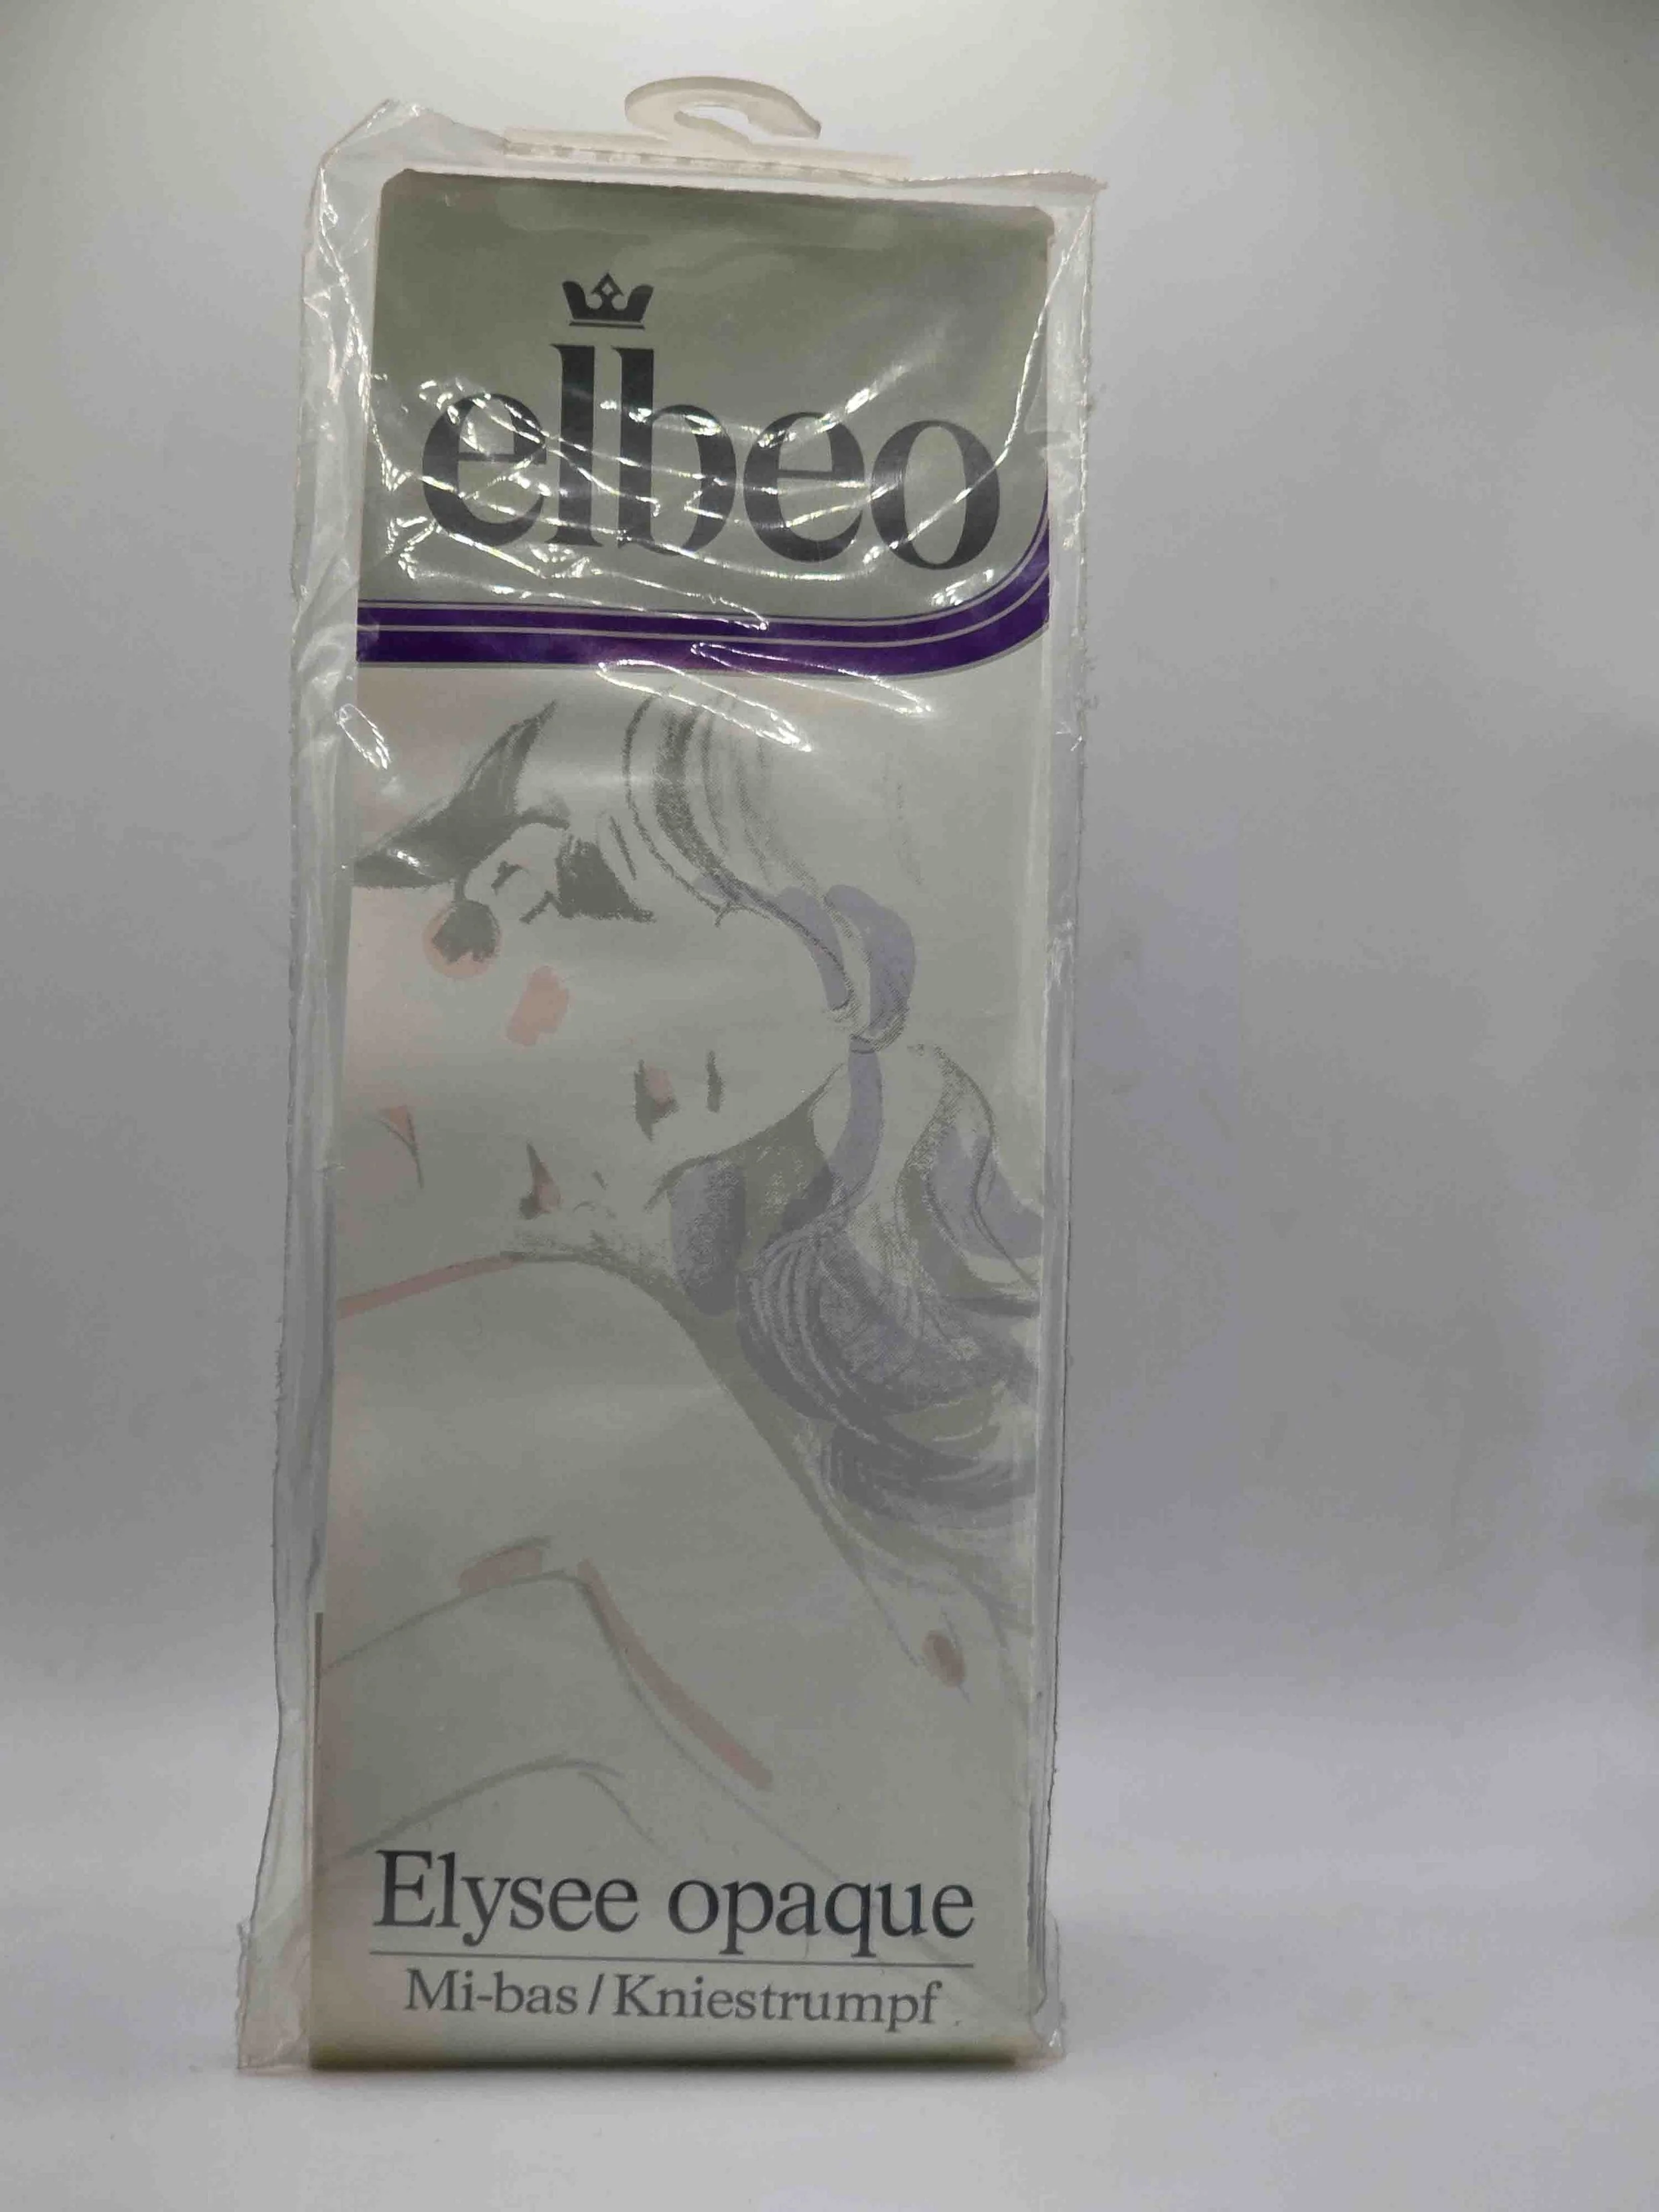 elbeo
Elysee opaque
Mi-bas / Kniestrumpf